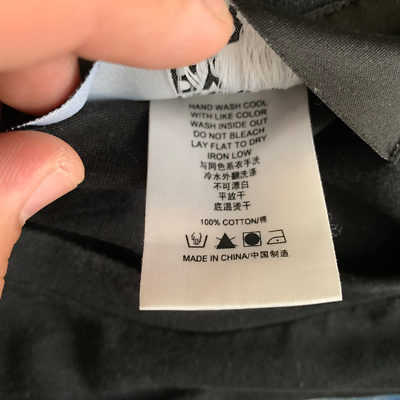 HAND WASH COOL
WITH LIKE COLOR
WASH INSIDE OUT
DO NOT BLEACH
LAY FLAT TO DRY
IRON LOW
与同色系衣手洗
冷水外翻洗涤
不可漂白
平放干
底温烫干
100% COTTON/棉
MADE IN CHINA/中国制造